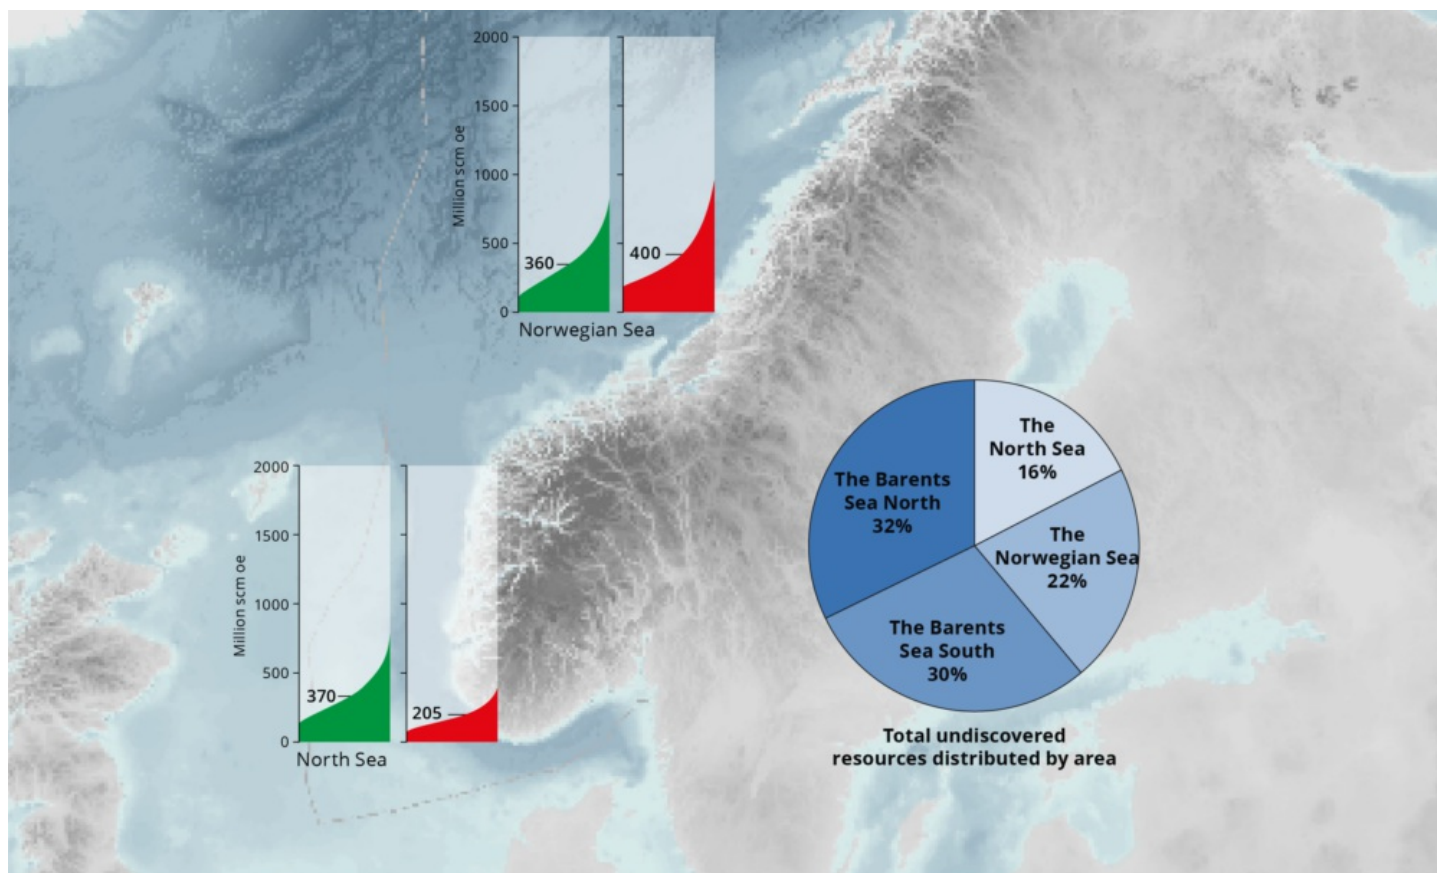 2000
1500
1000
500
0
Million scm oe
360
400
Norwegian Sea
2000
1500
1000
500
0
Million scm oe
370
205
North Sea
The
North Sea
16%
The
Norwegian Sea
22%
The Barents
Sea South
30%
The Barents
Sea North
32%
Total undiscovered
resources distributed by area